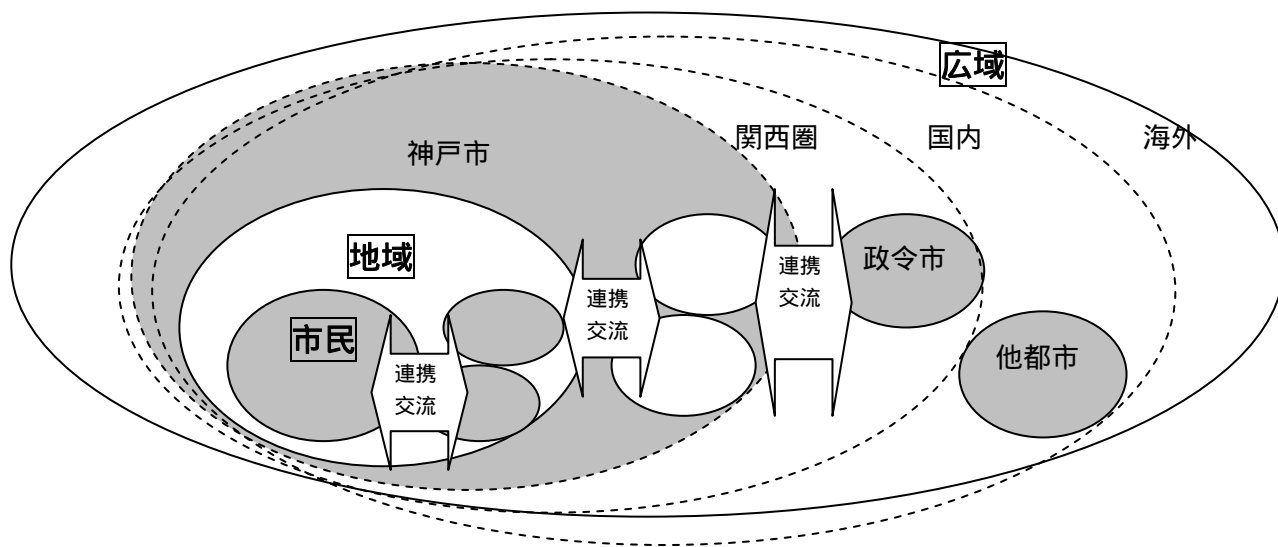 広域
神戸市
関西圏
国内
海外
地域
市民
連携
交流
連携
交流
連携
交流
政令市
他都市